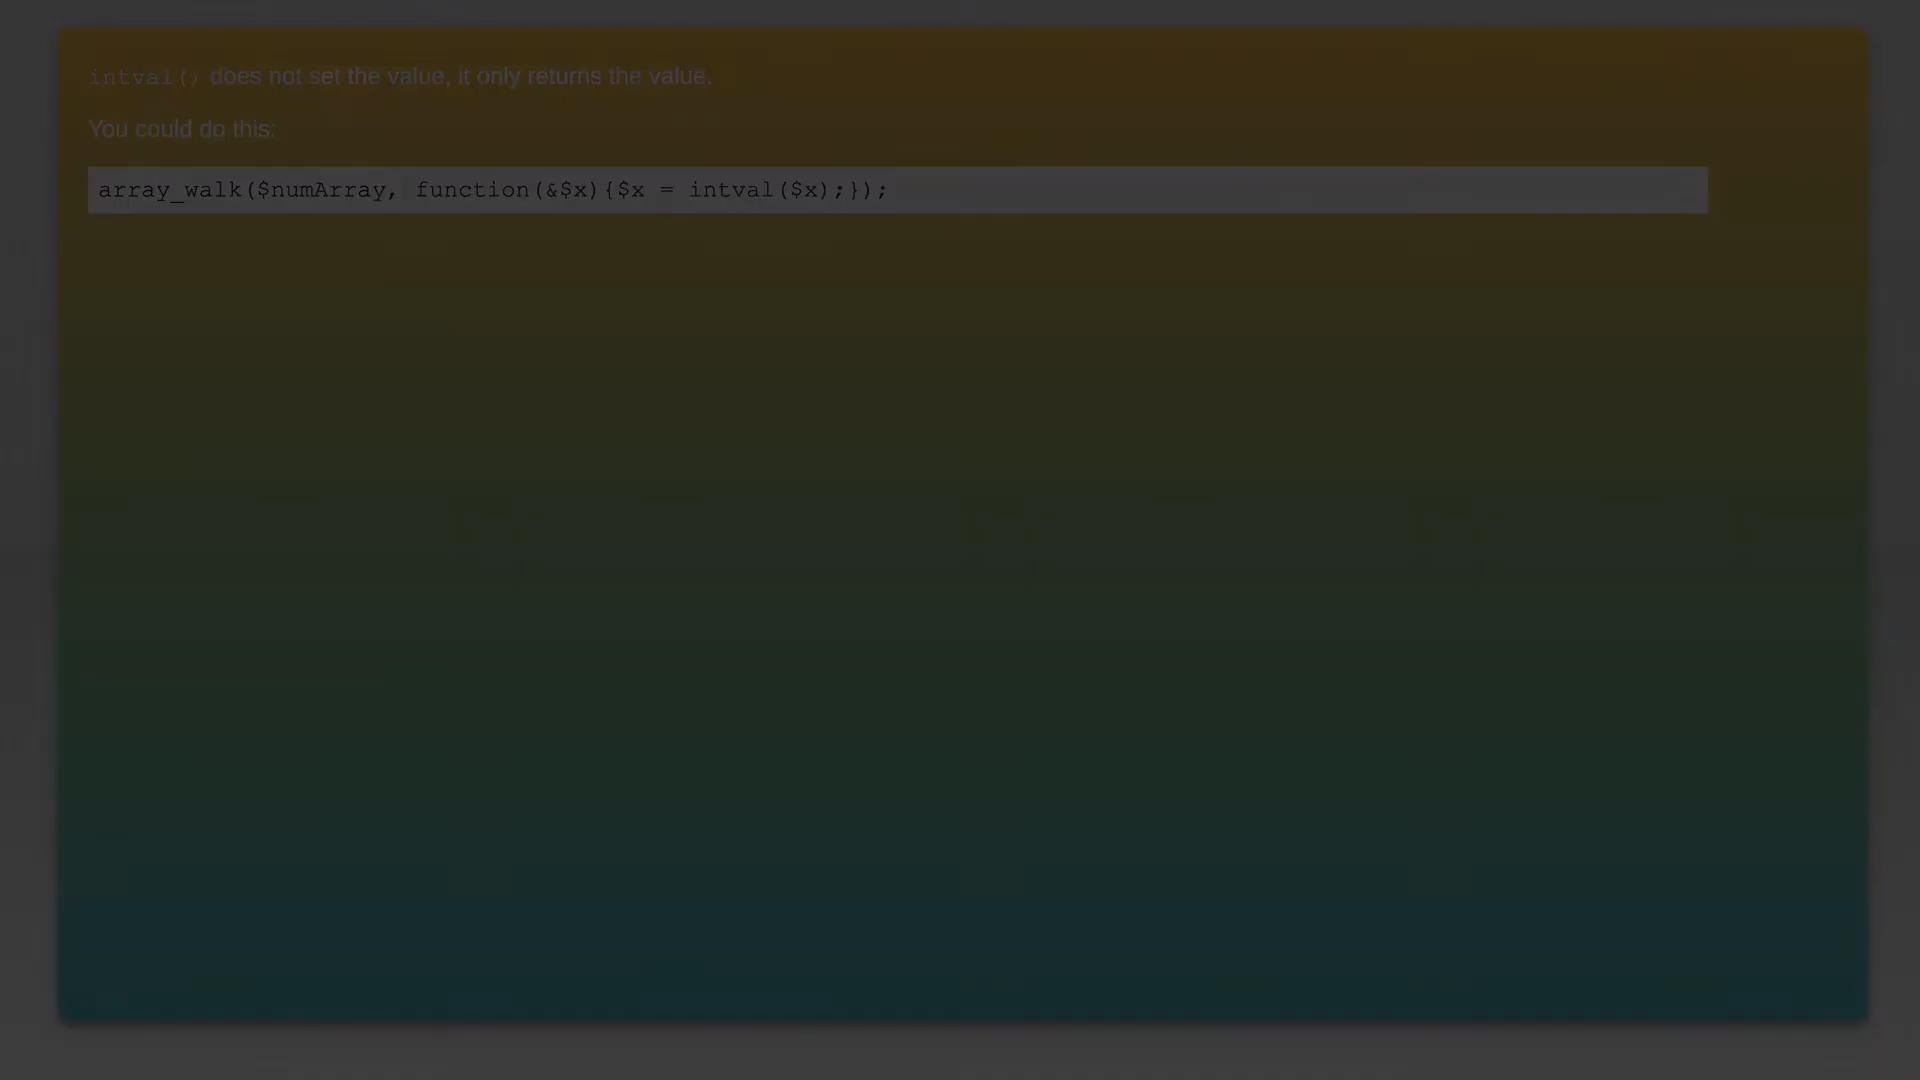 intval() does not set the value, it only returns the value.
You could do this:
array_walk($numArray, function(&$x){$x = intval($x);});